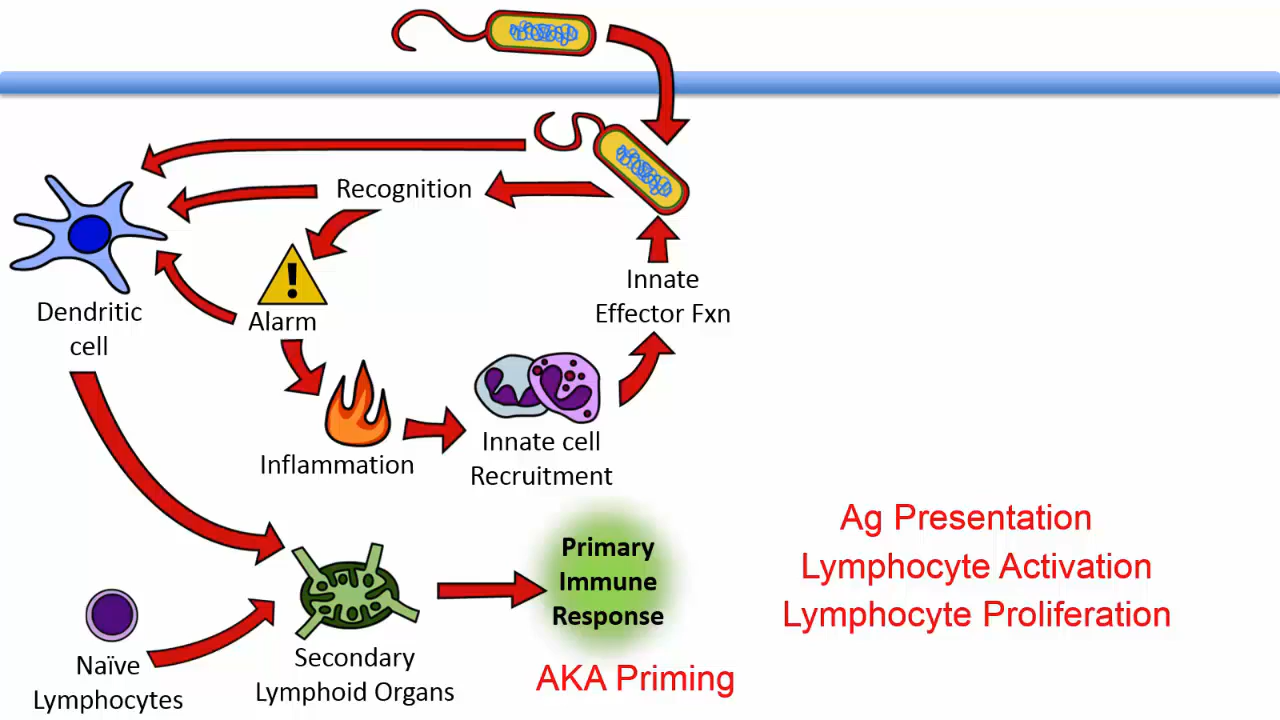 Recognition
!
Alarm
Dendritic
cell
Innate
Effector Fxn
Inflammation
Innate cell
Recruitment
Naïve
Lymphocytes
Secondary
Lymphoid Organs
Primary
Immune
Response
AKA Priming
Ag Presentation
Lymphocyte Activation
Lymphocyte Proliferation